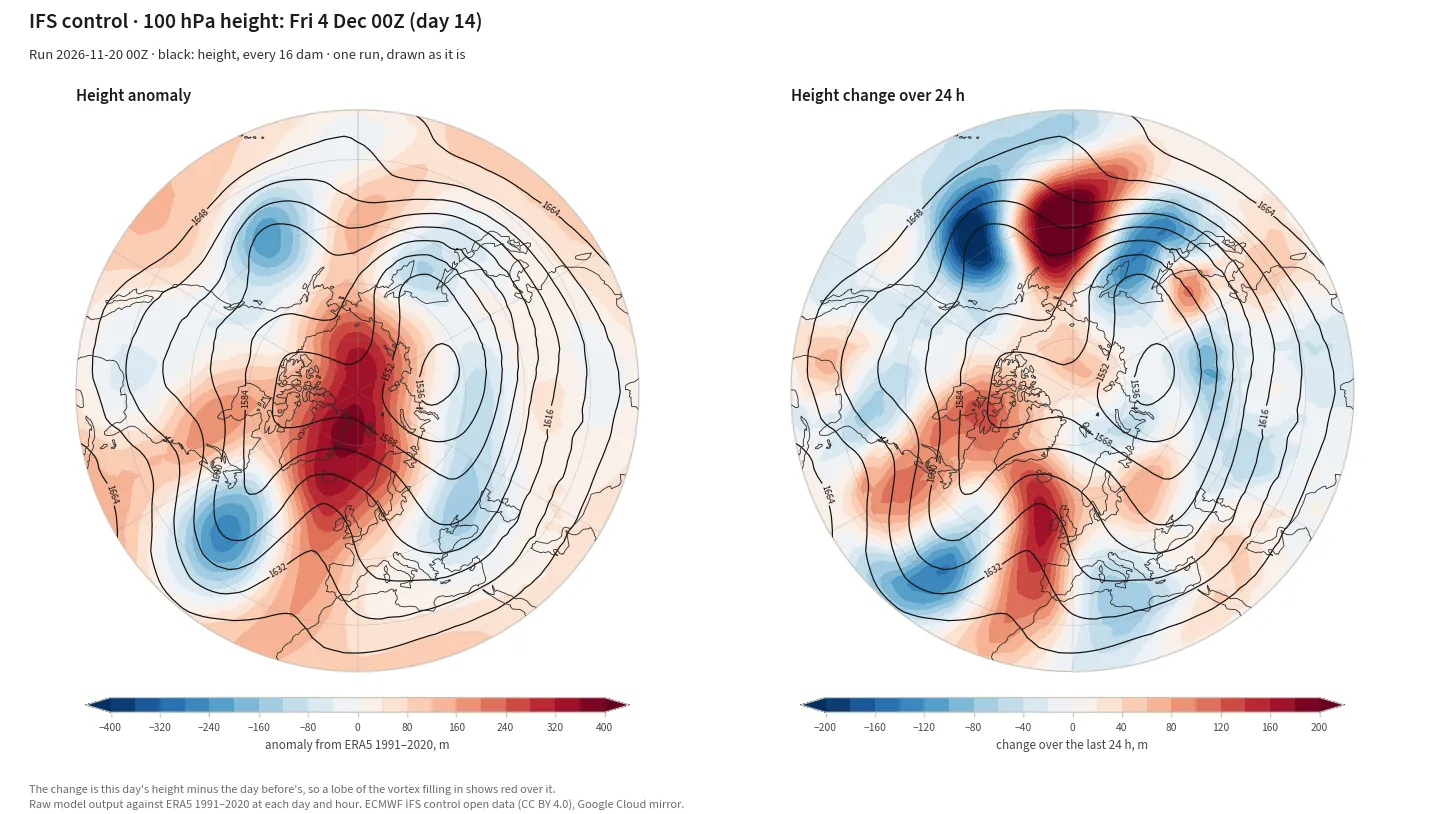 IFS control · 100 hPa height: Fri 4 Dec 00Z (day 14)
Run 2026-11-20 00Z · black: height, every 16 dam · one run, drawn as it is
Height anomaly
1648
1664
1552
1536
1584
1616
1568
1600
1664
1632
−400 −320 −240 −160 −80 0 80 160 240 320 400
anomaly from ERA5 1991–2020, m
Height change over 24 h
1648
1664
1552
1536
1584
1616
1568
1600
1664
1632
−200 −160 −120 −80 −40 0 40 80 120 160 200
change over the last 24 h, m
The change is this day's height minus the day before's, so a lobe of the vortex filling in shows red over it.
Raw model output against ERA5 1991–2020 at each day and hour. ECMWF IFS control open data (CC BY 4.0), Google Cloud mirror.